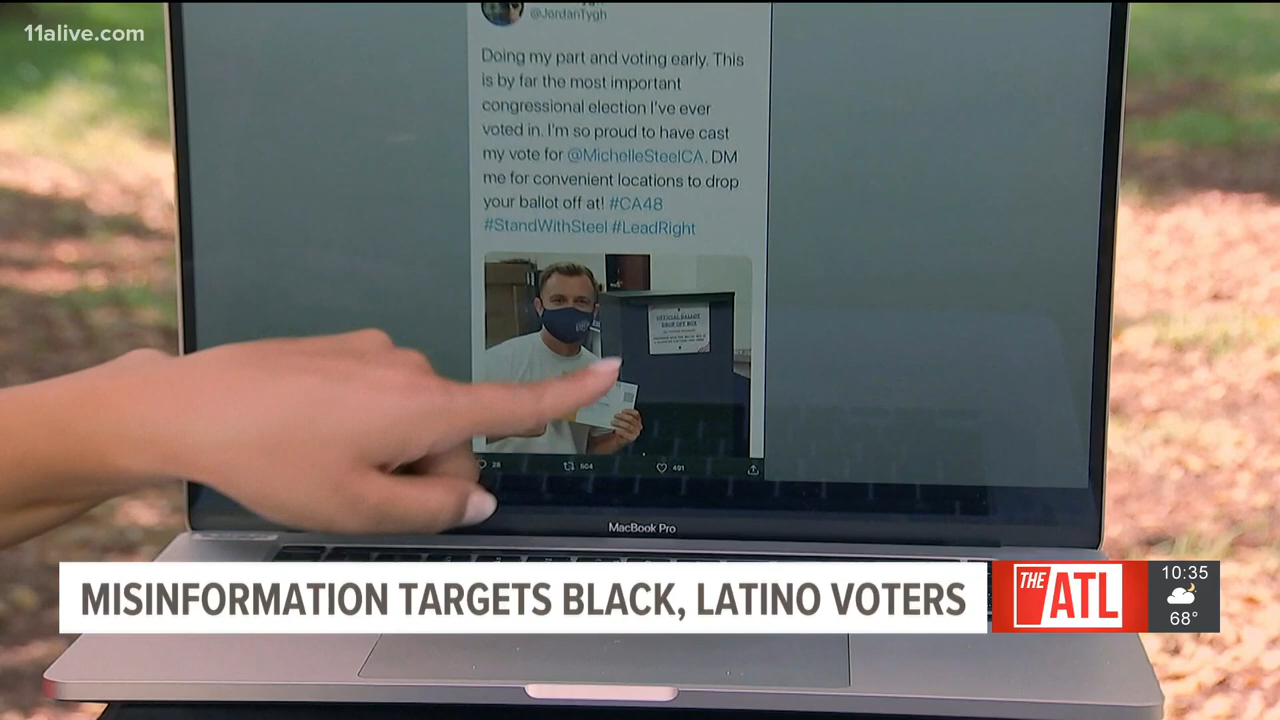 11alive.com
@JordanTygh
Doing my part and voting early. This
is by far the most important
congressional election I've ever
voted in. I'm so proud to have cast
my vote for @MichelleSteelCA. DM
me for convenient locations to drop
your ballot off at! #CA48
#StandWithSteel #LeadRight
OFFICIAL BALLOT
DROP OFF BOX
28 504 491
MacBook Pro
MISINFORMATION TARGETS BLACK, LATINO VOTERS
THE ATL
10:35
68°